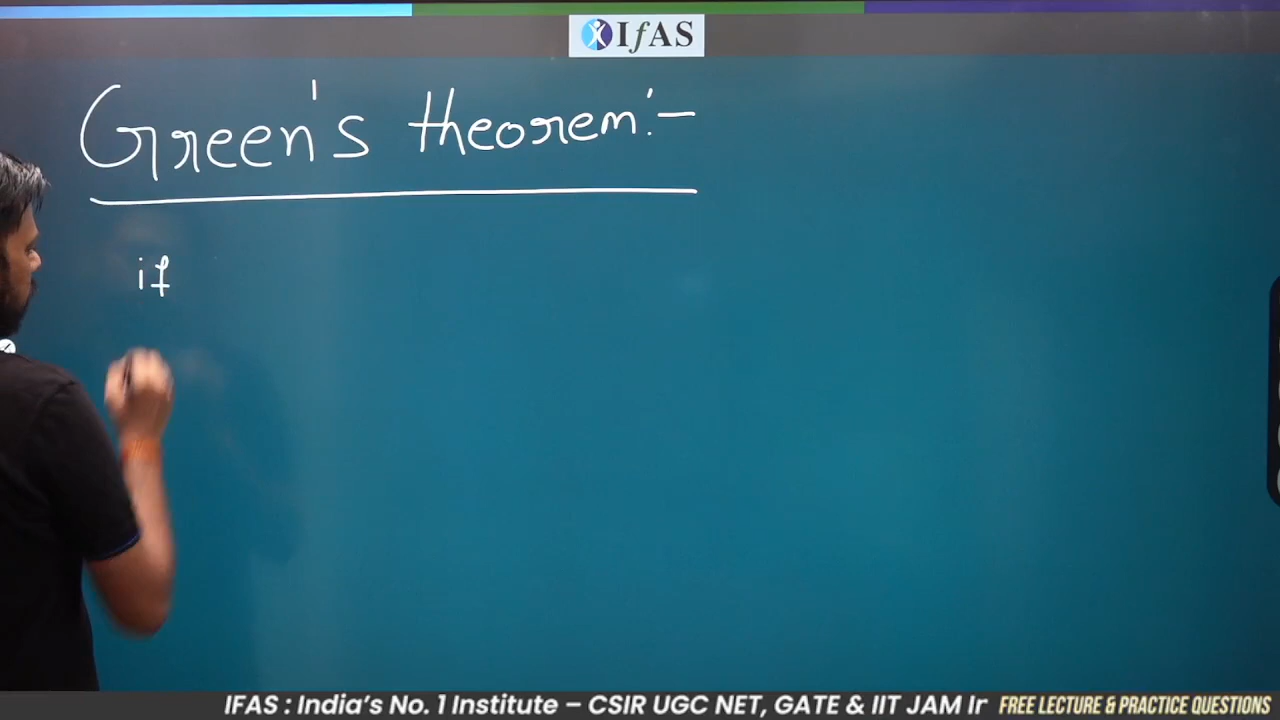 IfAS
Green's theorem:-
if
IFAS : India's No. 1 Institute – CSIR UGC NET, GATE & IIT JAM Ir FREE LECTURE & PRACTICE QUESTIONS